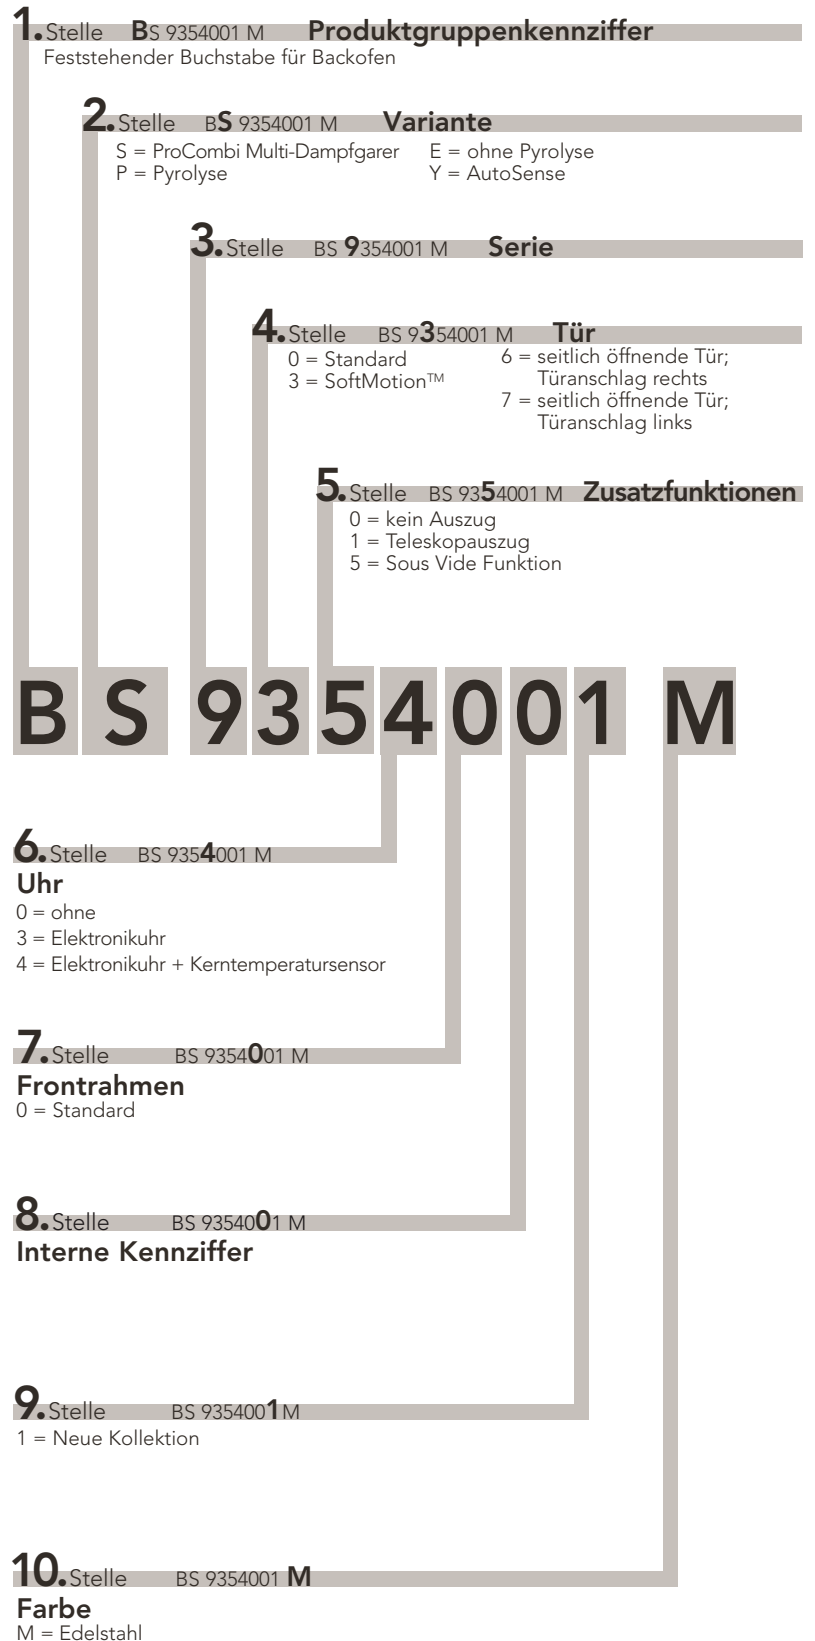 1. Stelle BS 9354001 M Produktgruppenkennziffer
Feststehender Buchstabe für Backofen
2. Stelle BS 9354001 M Variante
S = ProCombi Multi-Dampfgarer E = ohne Pyrolyse
P = Pyrolyse Y = AutoSense
3. Stelle BS 9354001 M Serie
4. Stelle BS 9354001 M Tür
0 = Standard
3 = SoftMotion™
6 = seitlich öffnende Tür;
Türanschlag rechts
7 = seitlich öffnende Tür;
Türanschlag links
5. Stelle BS 9354001 M Zusatzfunktionen
0 = kein Auszug
1 = Teleskopauszug
5 = Sous Vide Funktion
B S 9 3 5 4 0 0 1 M
6. Stelle BS 9354001 M
Uhr
0 = ohne
3 = Elektronikuhr
4 = Elektronikuhr + Kerntemperatursensor
7. Stelle BS 9354001 M
Frontrahmen
0 = Standard
8. Stelle BS 9354001 M
Interne Kennziffer
9. Stelle BS 9354001 M
1 = Neue Kollektion
10. Stelle BS 9354001 M
Farbe
M = Edelstahl